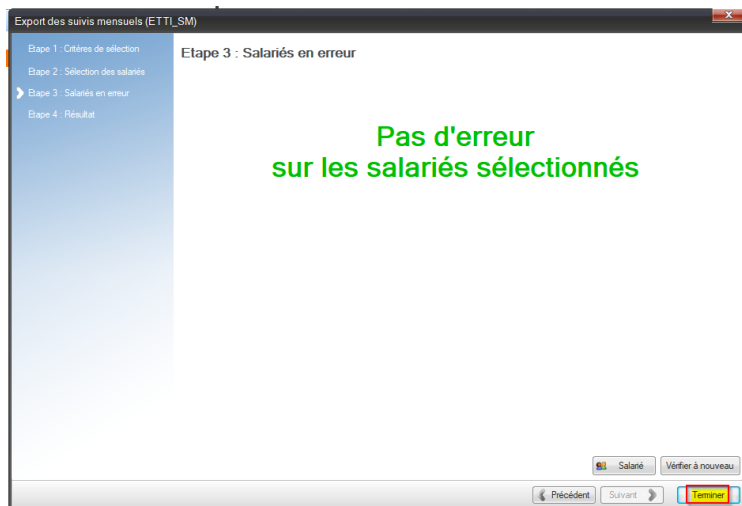 Export des suivis mensuels (ETTI_SM)
Etape 1 : Critères de sélection
Etape 2 : Sélection des salariés
Etape 3 : Salariés en erreur
Etape 4 : Résultat
Etape 3 : Salariés en erreur
Pas d'erreur
sur les salariés sélectionnés
Salarié
Vérifier à nouveau
Précédent
Suivant
Terminer